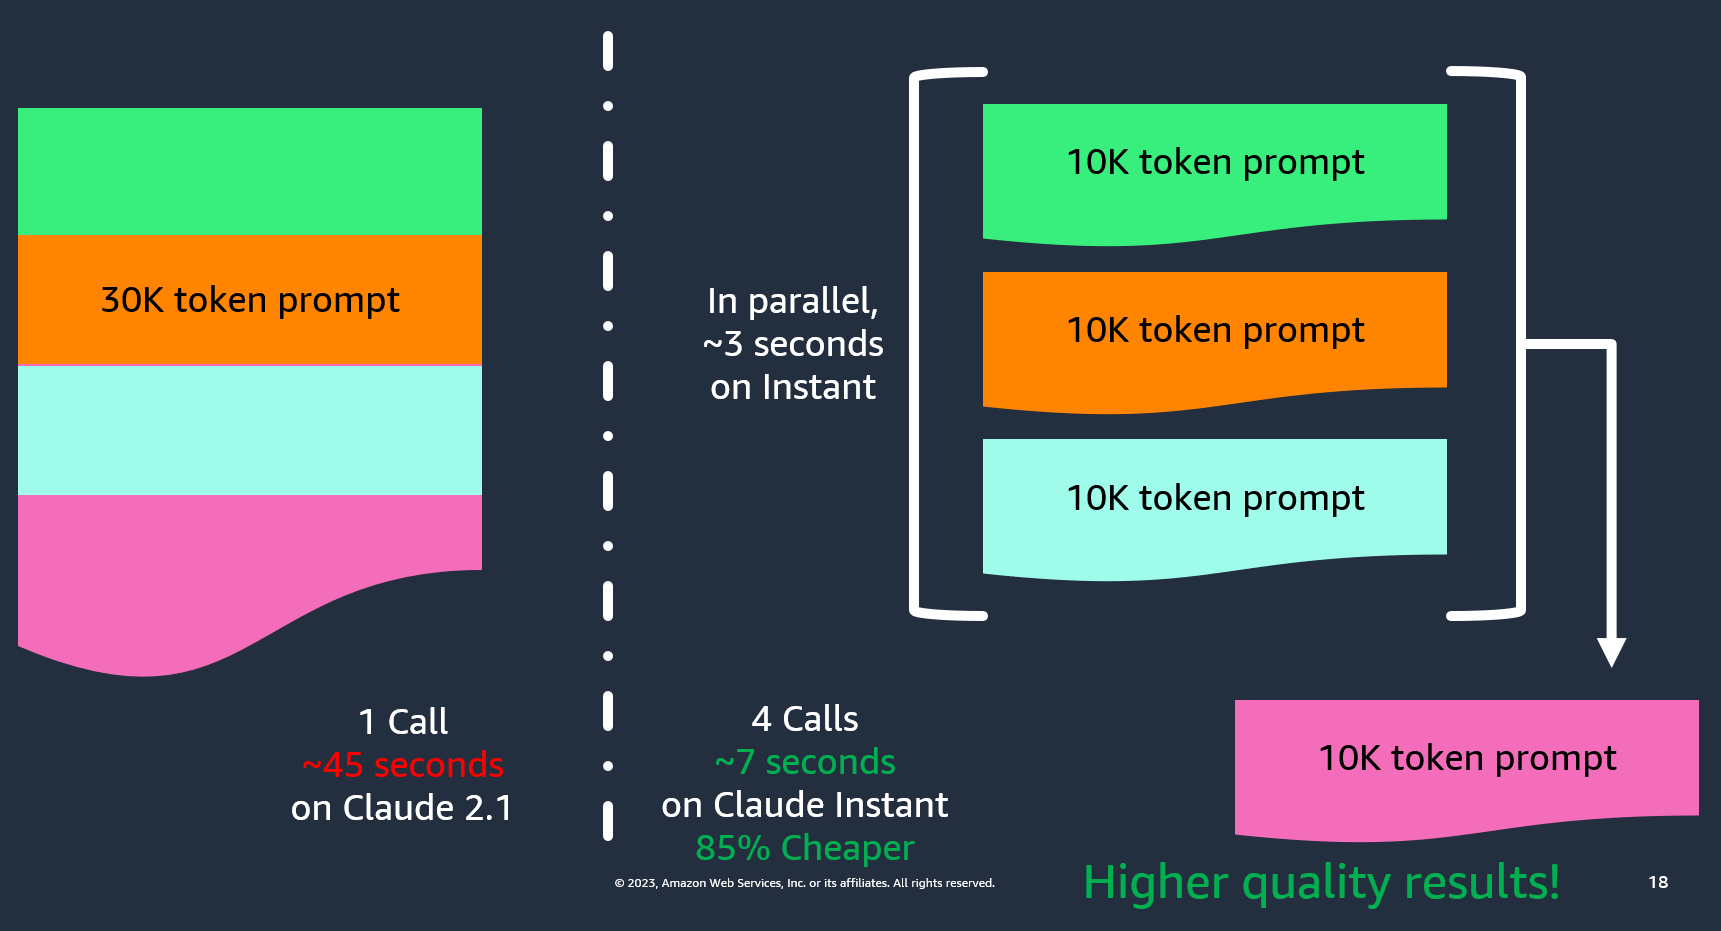 30K token prompt
1 Call
~45 seconds
on Claude 2.1
In parallel,
~3 seconds
on Instant
10K token prompt
10K token prompt
10K token prompt
4 Calls
~7 seconds
on Claude Instant
85% Cheaper
10K token prompt
Higher quality results!
© 2023, Amazon Web Services, Inc. or its affiliates. All rights reserved.
18